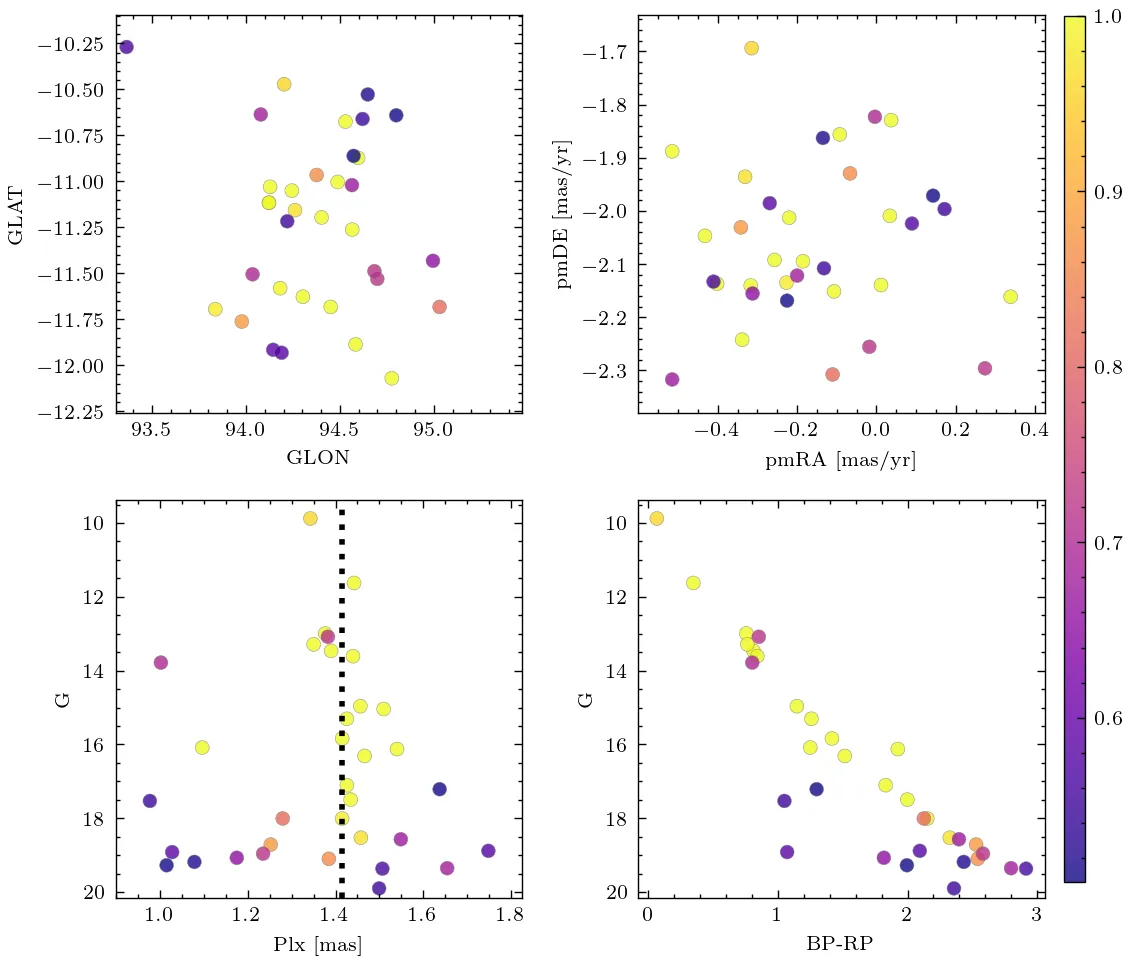 −10.25
−10.50
−10.75
−11.00
−11.25
−11.50
−11.75
−12.00
−12.25
GLAT
93.5 94.0 94.5 95.0
GLON
−1.7
−1.8
−1.9
−2.0
−2.1
−2.2
−2.3
pmDE [mas/yr]
−0.4 −0.2 0.0 0.2 0.4
pmRA [mas/yr]
10
12
14
16
18
20
G
1.0 1.2 1.4 1.6 1.8
Plx [mas]
10
12
14
16
18
20
G
0 1 2 3
BP-RP
1.0
0.9
0.8
0.7
0.6